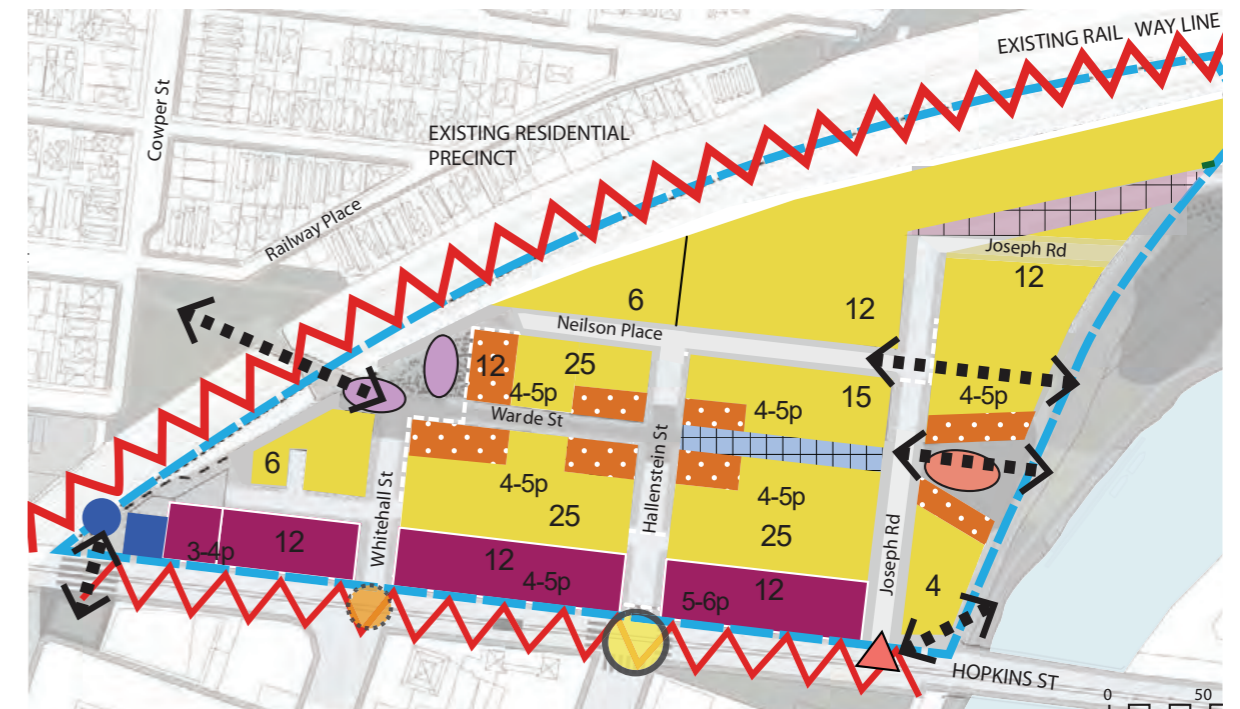 EXISTING RAIL WAY LINE
Cowper St
EXISTING RESIDENTIAL
PRECINCT
Railway Place
Joseph Rd
12
6
12
Neilson Place
12
25
4-5p
15
4-5p
4-5p
Warde St
6
4-5p
25
4-5p
25
Whitehall St
Hallenstein St
Joseph Rd
3-4p
12
12
4-5p
5-6p
12
4
HOPKINS ST
0
50